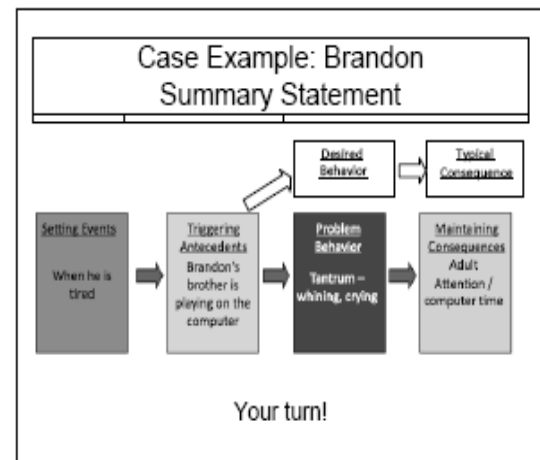 Case Example: Brandon
Summary Statement
Desired
Behavior
Typical
Consequence
Setting Events
When he is
tired
Triggering
Antecedents
Brandon's
brother is
playing on the
computer
Problem
Behavior
Tantrum –
whining, crying
Maintaining
Consequences
Adult
Attention /
computer time
Your turn!